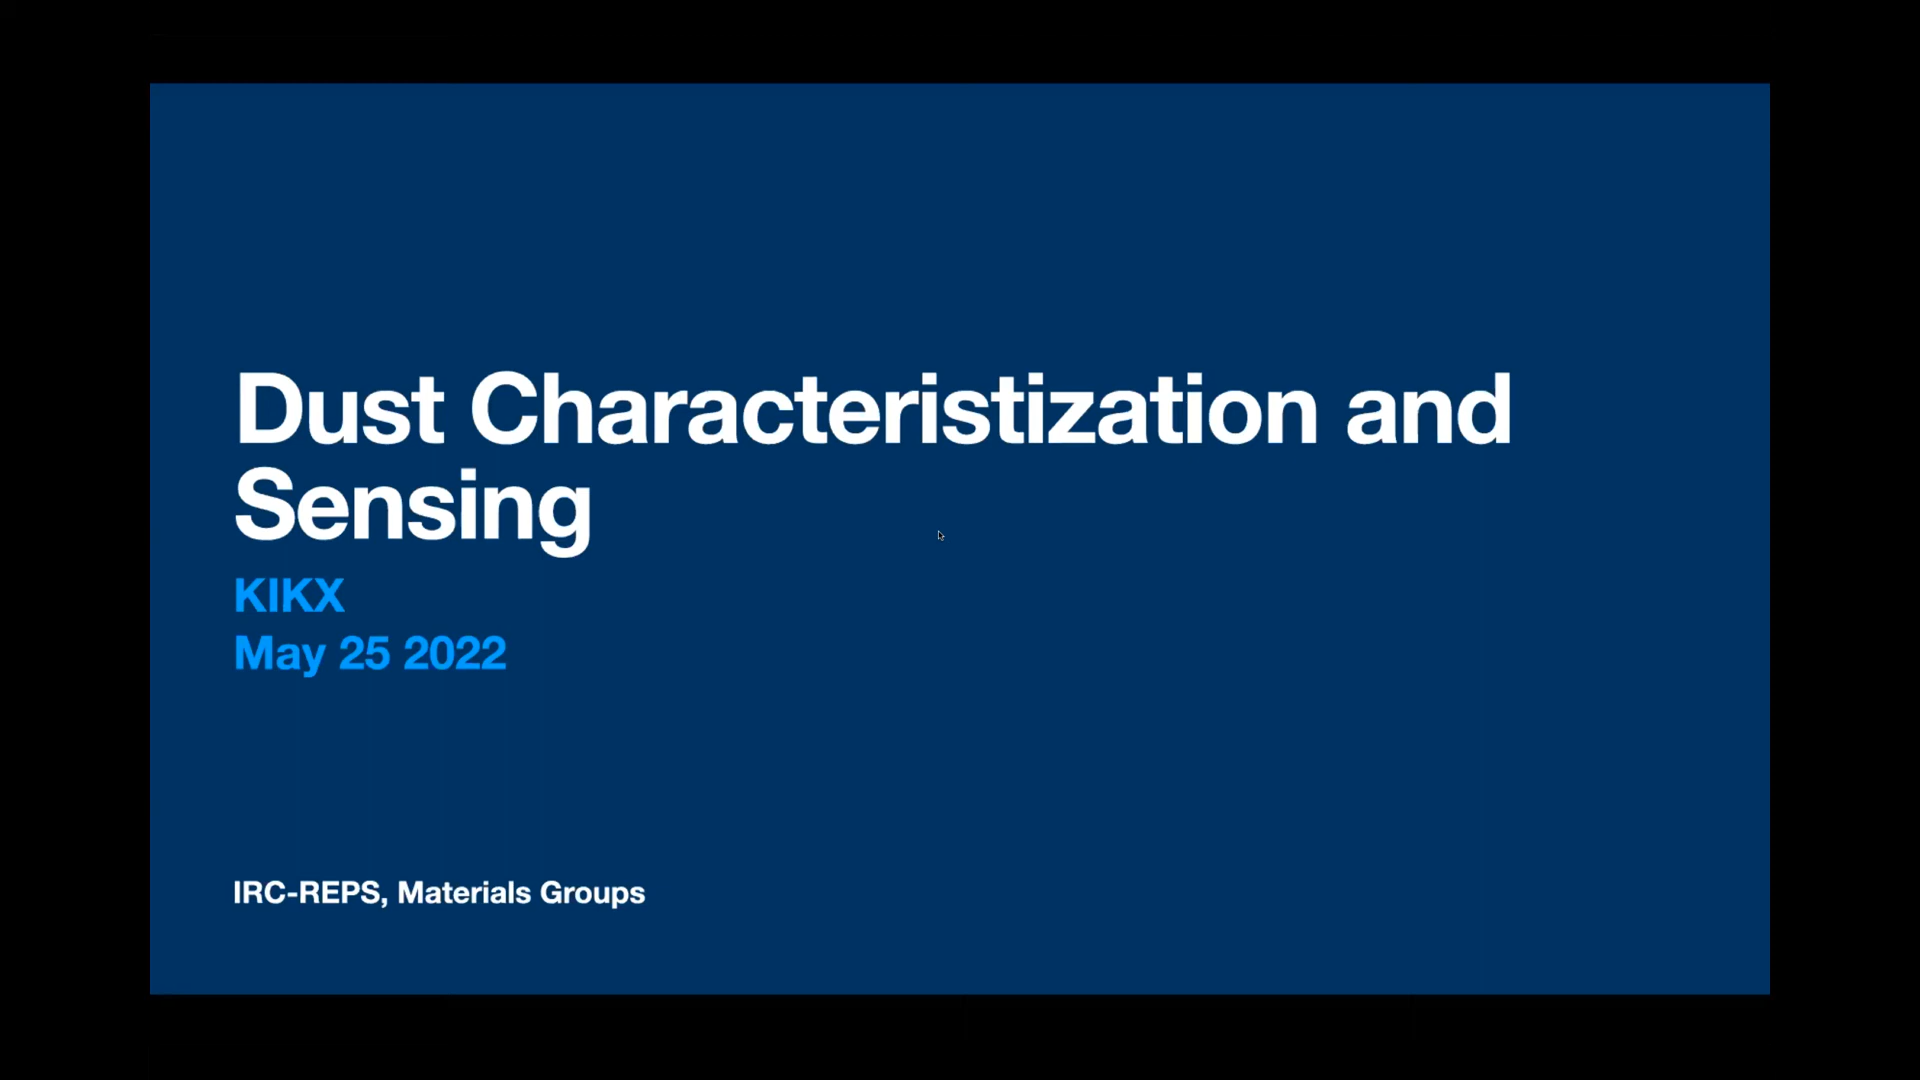 Dust Characteristization and
Sensing
KIKX
May 25 2022
IRC-REPS, Materials Groups